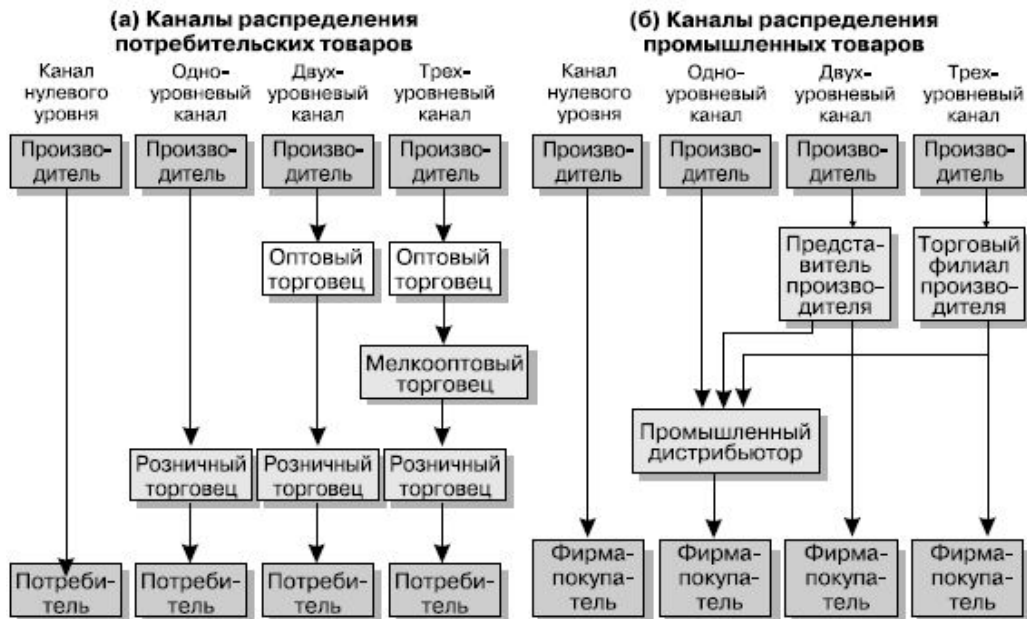 (а) Каналы распределения
потребительских товаров
(б) Каналы распределения
промышленных товаров
Канал
нулевого
уровня
Одно-
уровневый
канал
Двух-
уровневый
канал
Трех-
уровневый
канал
Канал
нулевого
уровня
Одно-
уровневый
канал
Двух-
уровневый
канал
Трех-
уровневый
канал
Произво-
дитель
Произво-
дитель
Произво-
дитель
Произво-
дитель
Произво-
дитель
Произво-
дитель
Произво-
дитель
Произво-
дитель
Оптовый
торговец
Оптовый
торговец
Предста-
витель
произво-
дителя
Торговый
филиал
произво-
дителя
Мелкооптовый
торговец
Промышленный
дистрибьютор
Розничный
торговец
Розничный
торговец
Розничный
торговец
Потреби-
тель
Потреби-
тель
Потреби-
тель
Потреби-
тель
Фирма-
покупа-
тель
Фирма-
покупа-
тель
Фирма-
покупа-
тель
Фирма-
покупа-
тель